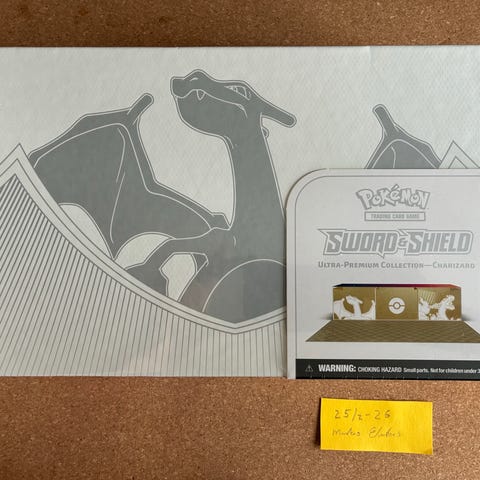 Pokémon
TRADING CARD GAME
SWORD & SHIELD
ULTRA-PREMIUM COLLECTION—CHARIZARD
⚠ WARNING: CHOKING HAZARD Small parts. Not for children under 3
25/2-26